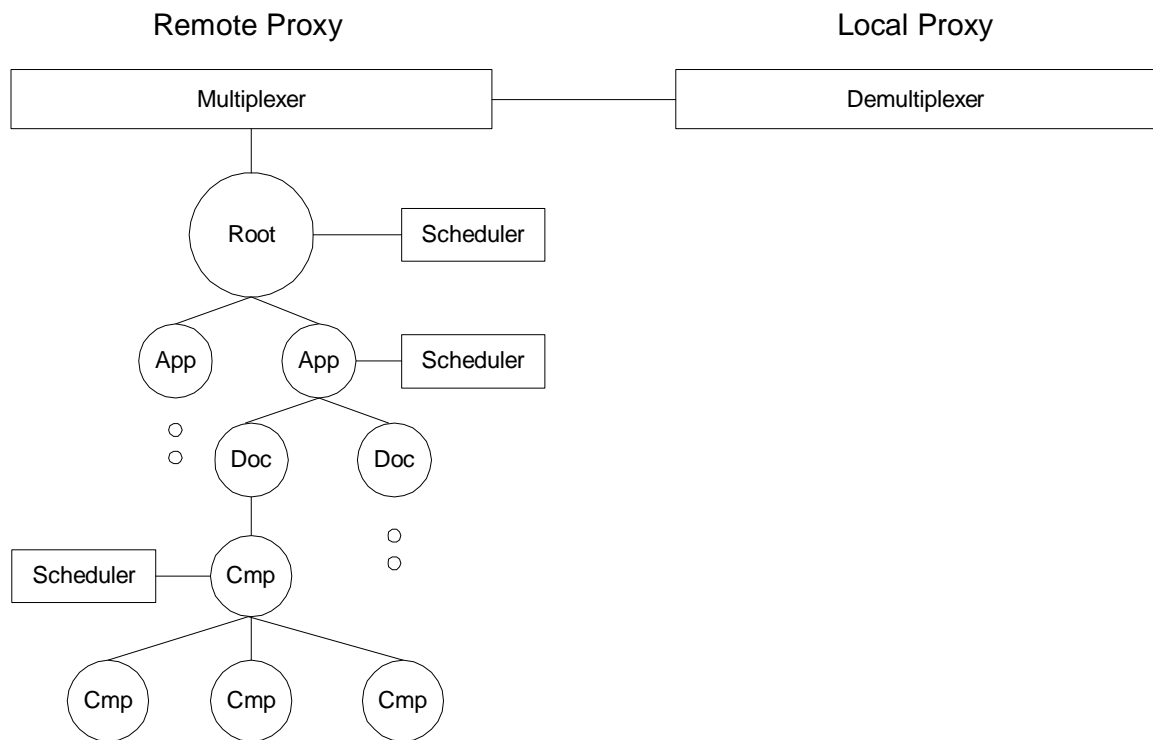 Remote Proxy
Local Proxy
Multiplexer
Demultiplexer
Root
Scheduler
App
App
Scheduler
Doc
Doc
Scheduler
Cmp
Cmp
Cmp
Cmp